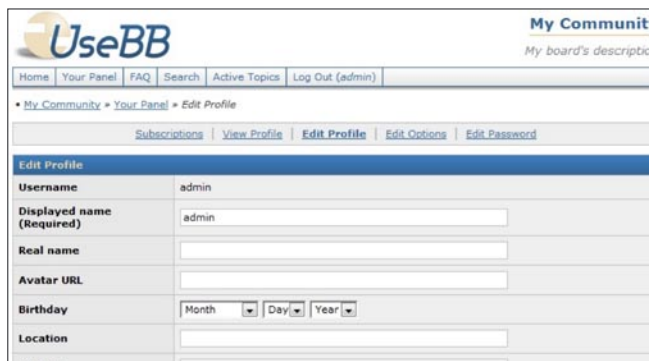 UseBB
My Communit
My board's descriptio
Home | Your Panel | FAQ | Search | Active Topics | Log Out (admin)
• My Community » Your Panel » Edit Profile
Subscriptions | View Profile | Edit Profile | Edit Options | Edit Password
Edit Profile
Username admin
Displayed name (Required) admin
Real name
Avatar URL
Birthday Month Day Year
Location